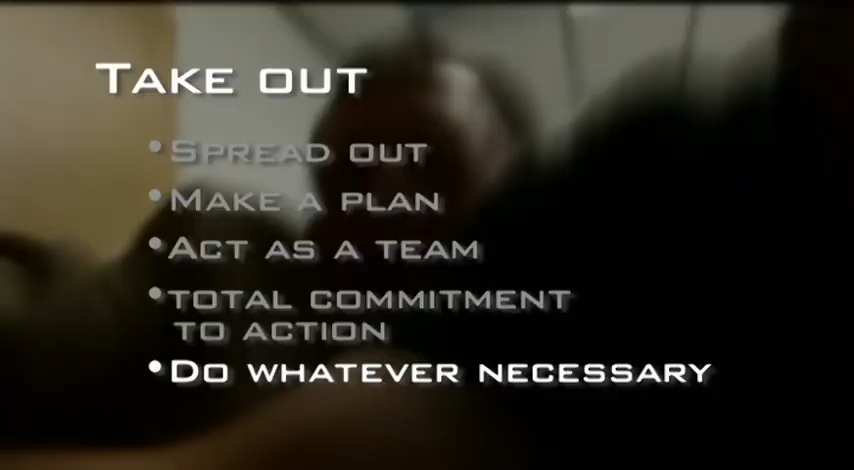 Take out
•Spread out
•Make a plan
•Act as a team
•total commitment
to action
•Do whatever necessary